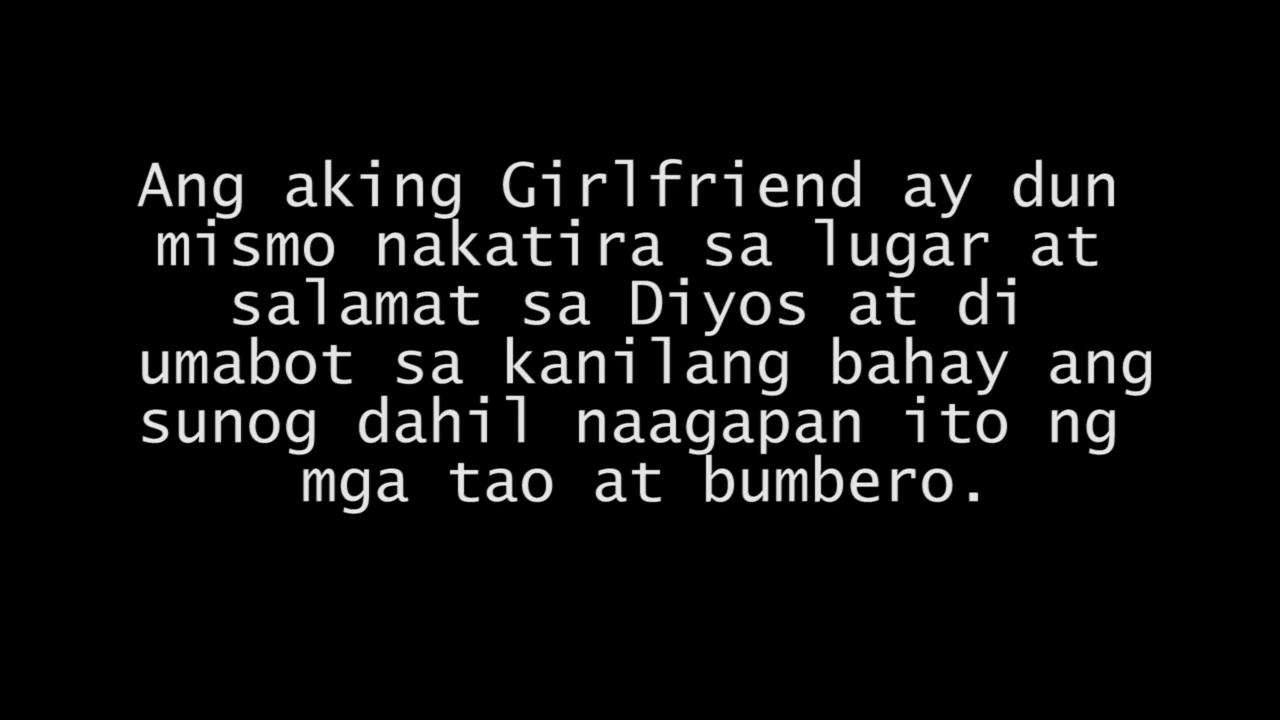 Ang aking Girlfriend ay dun
mismo nakatira sa lugar at
salamat sa Diyos at di
umabot sa kanilang bahay ang
sunog dahil naagapan ito ng
mga tao at bumbero.